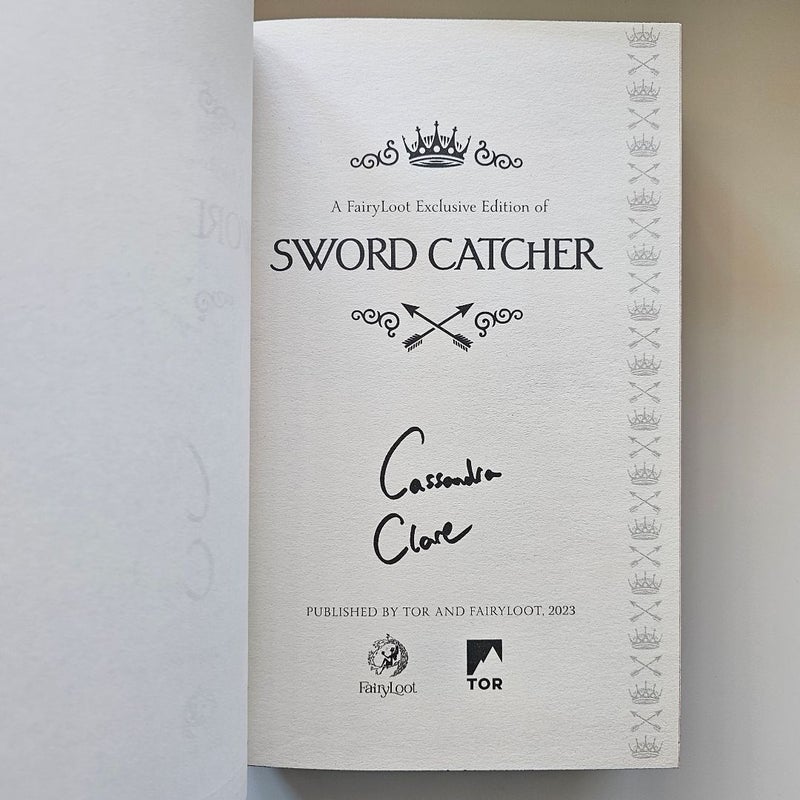 A FairyLoot Exclusive Edition of
SWORD CATCHER
Cassandra
Clare
PUBLISHED BY TOR AND FAIRYLOOT, 2023
FairyLoot
TOR